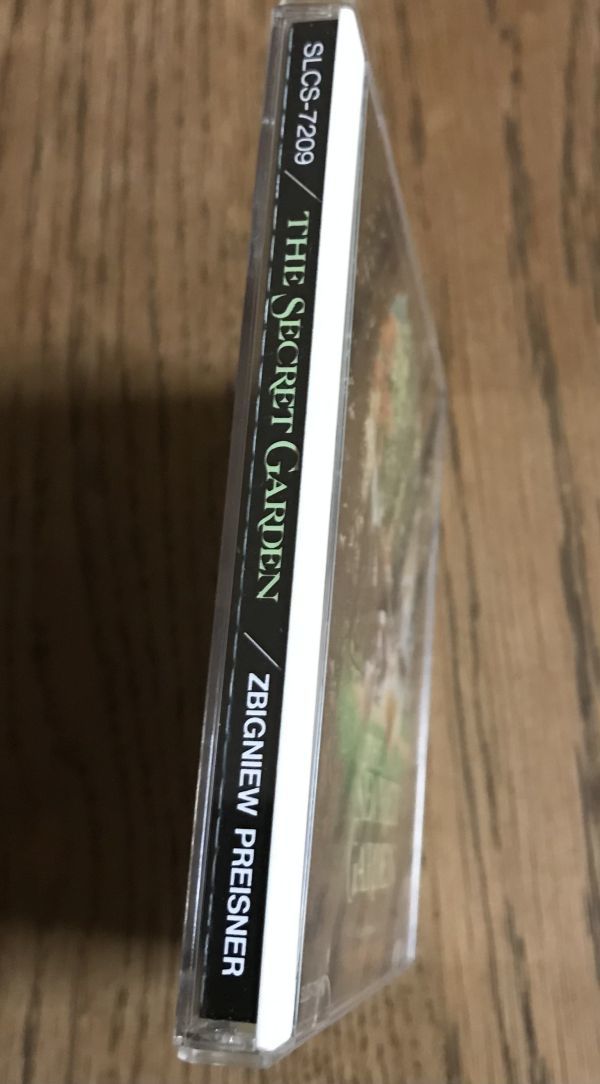 SLCS-7209 / THE SECRET GARDEN / ZBIGNIEW PREISNER